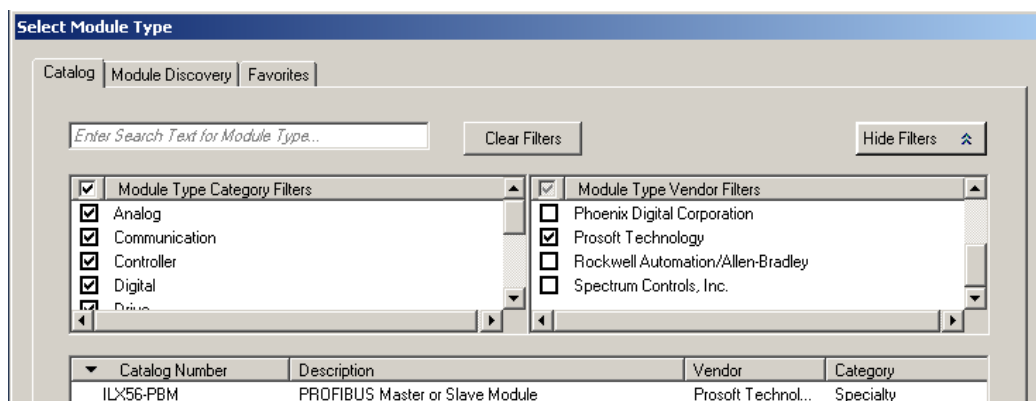 Select Module Type
Catalog Module Discovery Favorites
Enter Search Text for Module Type... Clear Filters Hide Filters
Module Type Category Filters Module Type Vendor Filters
Analog Phoenix Digital Corporation
Communication Prosoft Technology
Controller Rockwell Automation/Allen-Bradley
Digital Spectrum Controls, Inc.
Drive
Catalog Number Description Vendor Category
ILX56-PBM PROFIBUS Master or Slave Module Prosoft Technol... Specialty